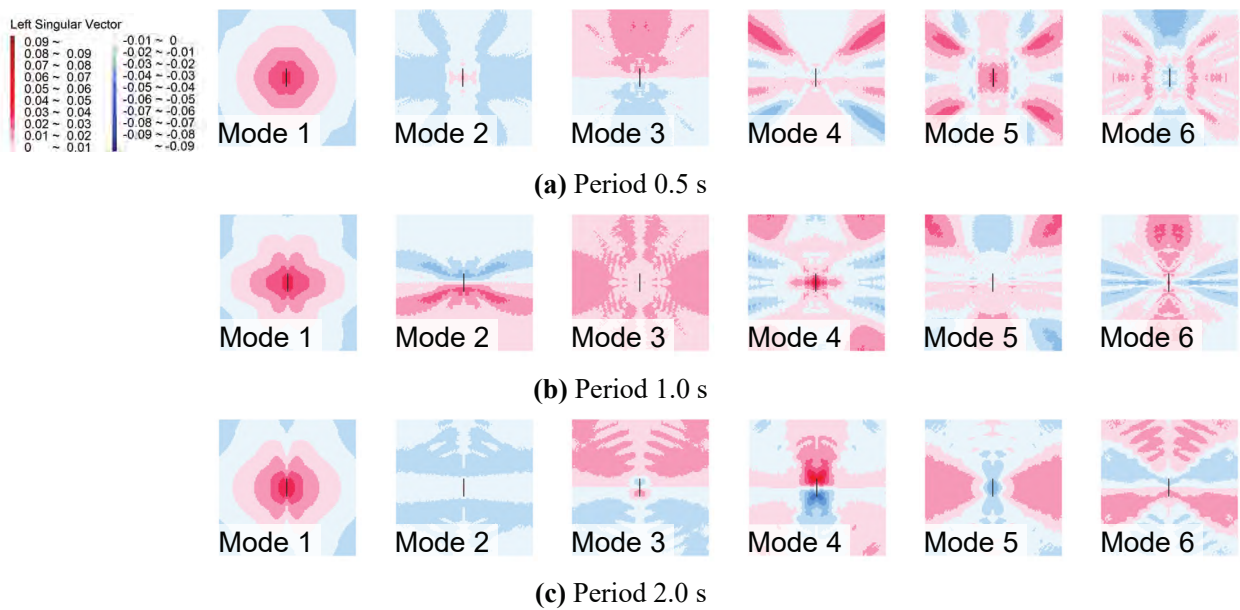 Left Singular Vector
0.09 ~
0.08 ~ 0.09
0.07 ~ 0.08
0.06 ~ 0.07
0.05 ~ 0.06
0.04 ~ 0.05
0.03 ~ 0.04
0.02 ~ 0.03
0.01 ~ 0.02
0 ~ 0.01
-0.01 ~ 0
-0.02 ~ -0.01
-0.03 ~ -0.02
-0.04 ~ -0.03
-0.05 ~ -0.04
-0.06 ~ -0.05
-0.07 ~ -0.06
-0.08 ~ -0.07
-0.09 ~ -0.08
~ -0.09
Mode 1 Mode 2 Mode 3 Mode 4 Mode 5 Mode 6
(a) Period 0.5 s
Mode 1 Mode 2 Mode 3 Mode 4 Mode 5 Mode 6
(b) Period 1.0 s
Mode 1 Mode 2 Mode 3 Mode 4 Mode 5 Mode 6
(c) Period 2.0 s